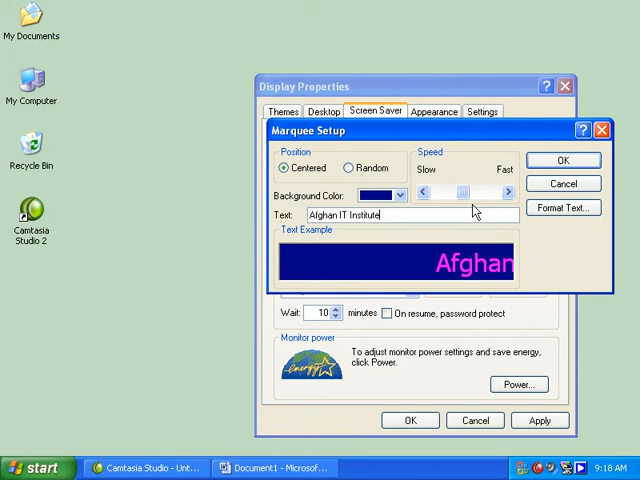 My Documents
My Computer
Recycle Bin
Camtasia
Studio 2
Display Properties
Themes
Desktop
Screen Saver
Appearance
Settings
Marquee Setup
Position
Centered
Random
Speed
Slow
Fast
OK
Cancel
Format Text...
Background Color:
Text:
Afghan IT Institute
Text Example
Afghan
Wait:
10
minutes
On resume, password protect
Monitor power
To adjust monitor power settings and save energy,
click Power.
Power...
OK
Cancel
Apply
start
Camtasia Studio - Unt...
Document1 - Microsof...
9:18 AM